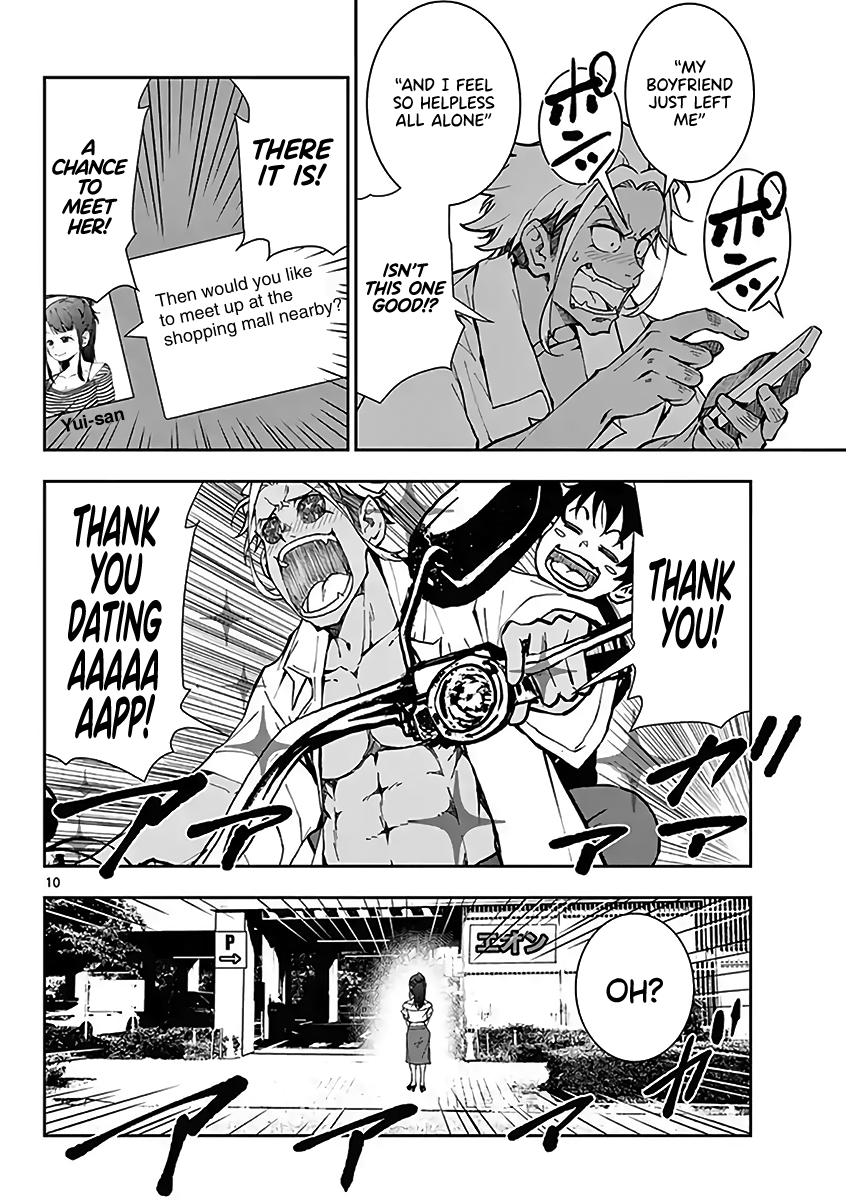 "MY
BOYFRIEND
JUST LEFT
ME"
ポンッ
ポンッ
"AND I FEEL
SO HELPLESS
ALL ALONE"
ISN'T
THIS ONE
GOOD!?
THERE
IT IS!
Then would you like
to meet up at the
shopping mall nearby?
A
CHANCE
TO
MEET
HER!
Yui-san
THANK
YOU!
THANK
YOU
DATING
AAAAA
AAPP!
ガアアアア
10
P
→
エオン
OH?
ガアアア